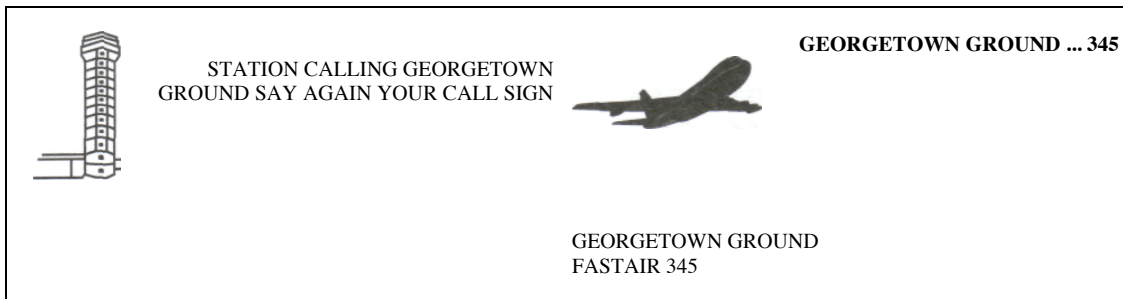 GEORGETOWN GROUND ... 345
STATION CALLING GEORGETOWN
GROUND SAY AGAIN YOUR CALL SIGN
GEORGETOWN GROUND
FASTAIR 345